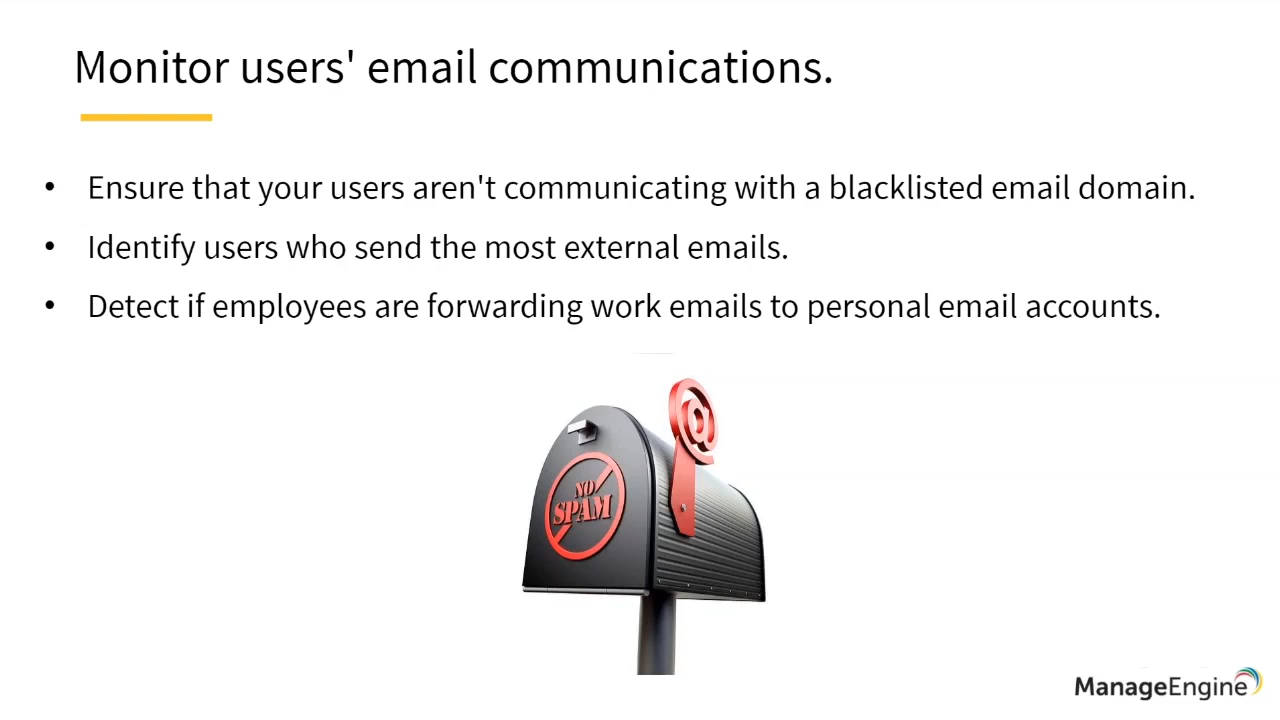 Monitor users' email communications.
• Ensure that your users aren't communicating with a blacklisted email domain.
• Identify users who send the most external emails.
• Detect if employees are forwarding work emails to personal email accounts.
@
NO
SPAM
ManageEngine